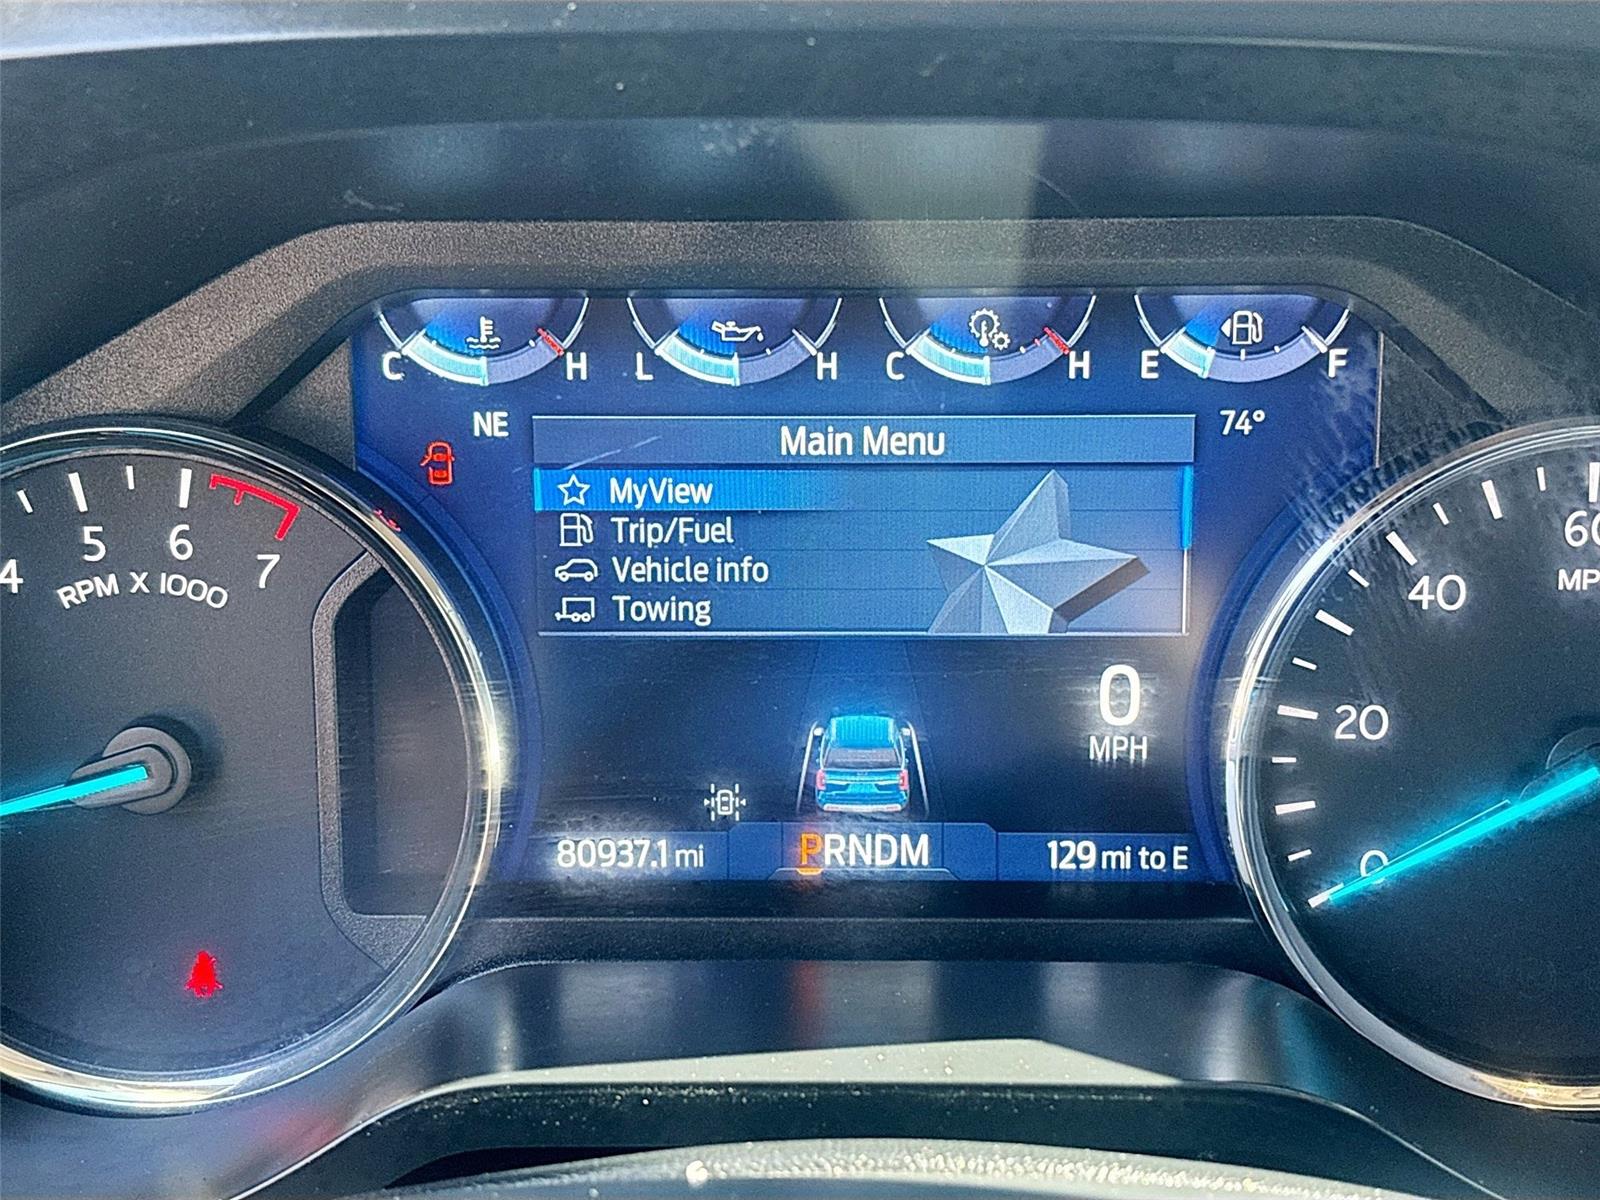 C H L H C H E F
NE 74°
Main Menu
MyView
Trip/Fuel
Vehicle info
Towing
4 5 6 7
RPM X 1000
0
MPH
0 20 40
80937.1 mi
PRNDM
129 mi to E